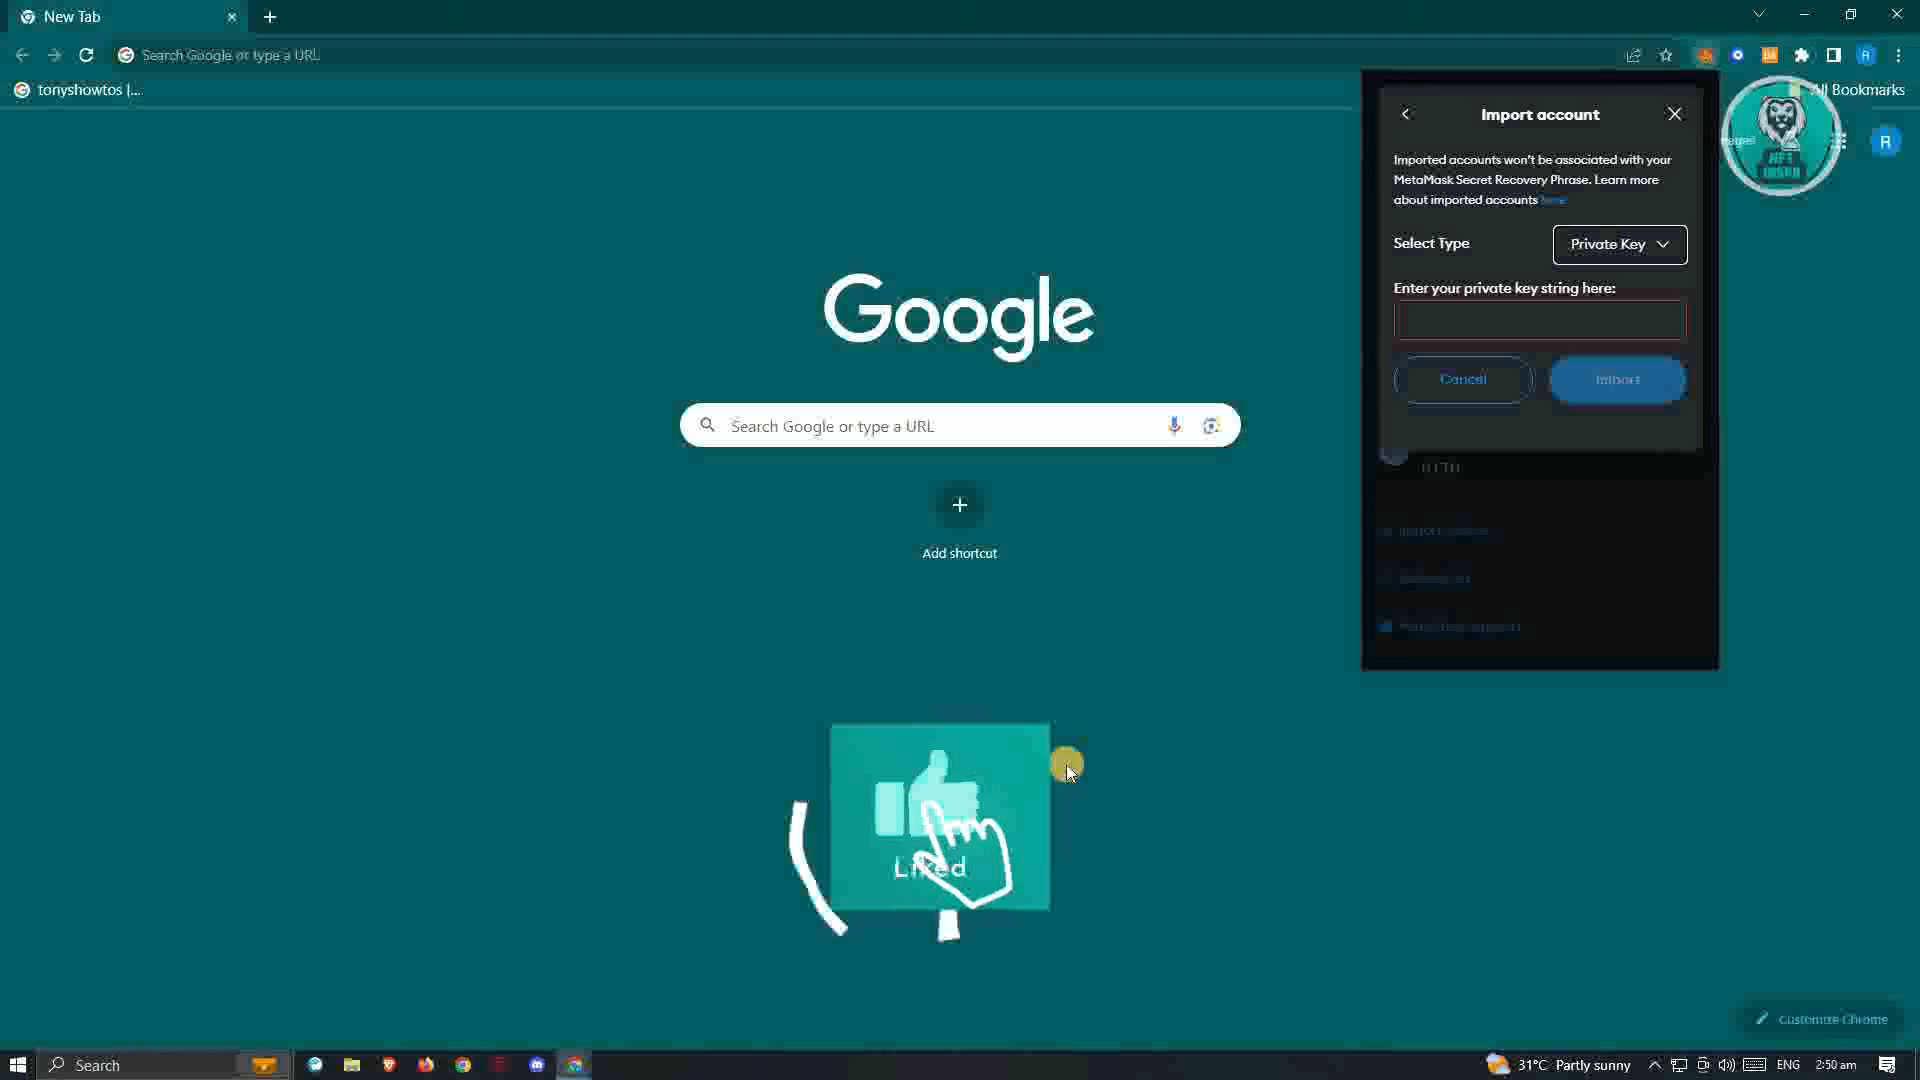 New Tab
Search Google or type a URL
tonyshowtos |...
All Bookmarks
Import account
R
Imported accounts won't be associated with your
MetaMask Secret Recovery Phrase. Learn more
about imported accounts here
Select Type
Private Key
Enter your private key string here:
Cancel
Import
Google
Search Google or type a URL
Add shortcut
Liked
Customize Chrome
Search
31°C Partly sunny
ENG
2:50 am